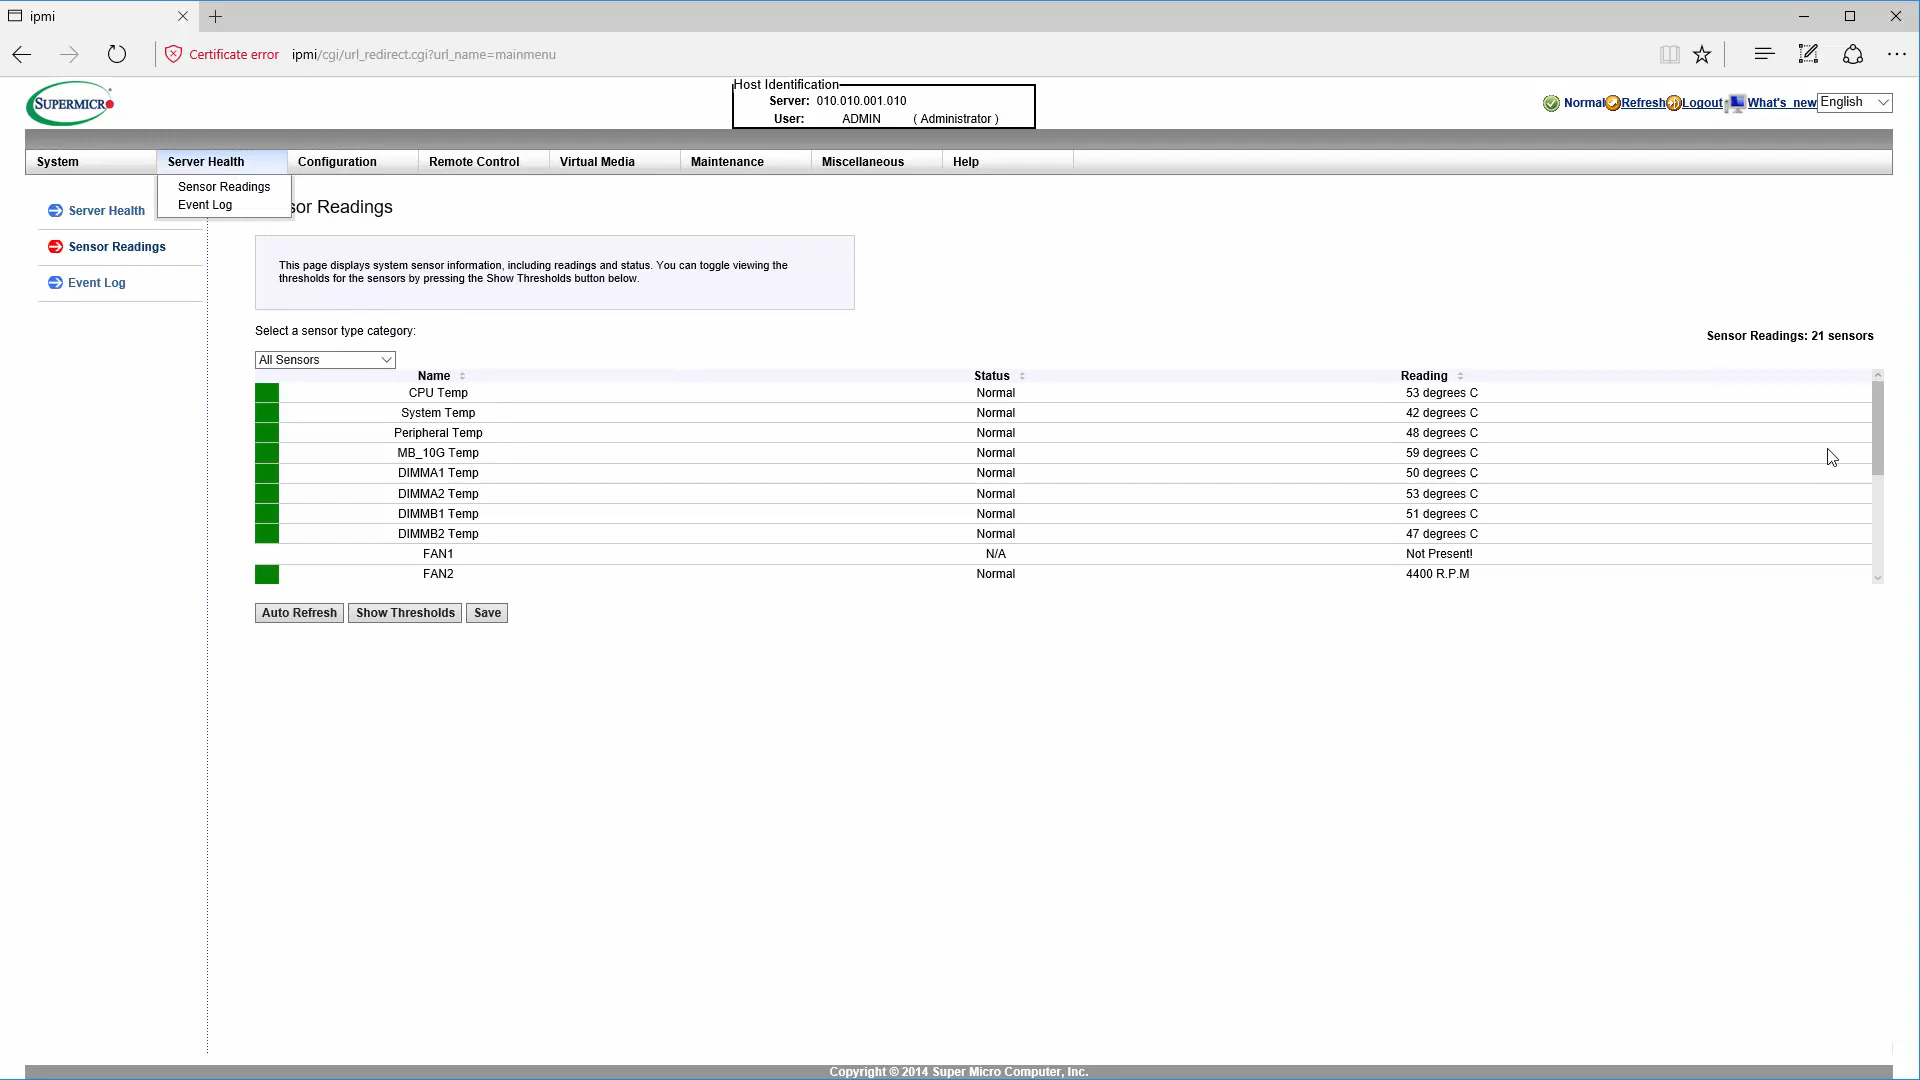 ipmi
Certificate error ipmi/cgi/url_redirect.cgi?url_name=mainmenu
SUPERMICRO
Host Identification
Server: 010.010.001.010
User: ADMIN ( Administrator )
Normal Refresh Logout What's new English
System Server Health Configuration Remote Control Virtual Media Maintenance Miscellaneous Help
Sensor Readings
Event Log
Server Health
Sensor Readings
Event Log
sor Readings
This page displays system sensor information, including readings and status. You can toggle viewing the
thresholds for the sensors by pressing the Show Thresholds button below.
Select a sensor type category:
Sensor Readings: 21 sensors
All Sensors
Name Status Reading
CPU Temp Normal 53 degrees C
System Temp Normal 42 degrees C
Peripheral Temp Normal 48 degrees C
MB_10G Temp Normal 59 degrees C
DIMMA1 Temp Normal 50 degrees C
DIMMA2 Temp Normal 53 degrees C
DIMMB1 Temp Normal 51 degrees C
DIMMB2 Temp Normal 47 degrees C
FAN1 N/A Not Present!
FAN2 Normal 4400 R.P.M
Auto Refresh Show Thresholds Save
Copyright © 2014 Super Micro Computer, Inc.